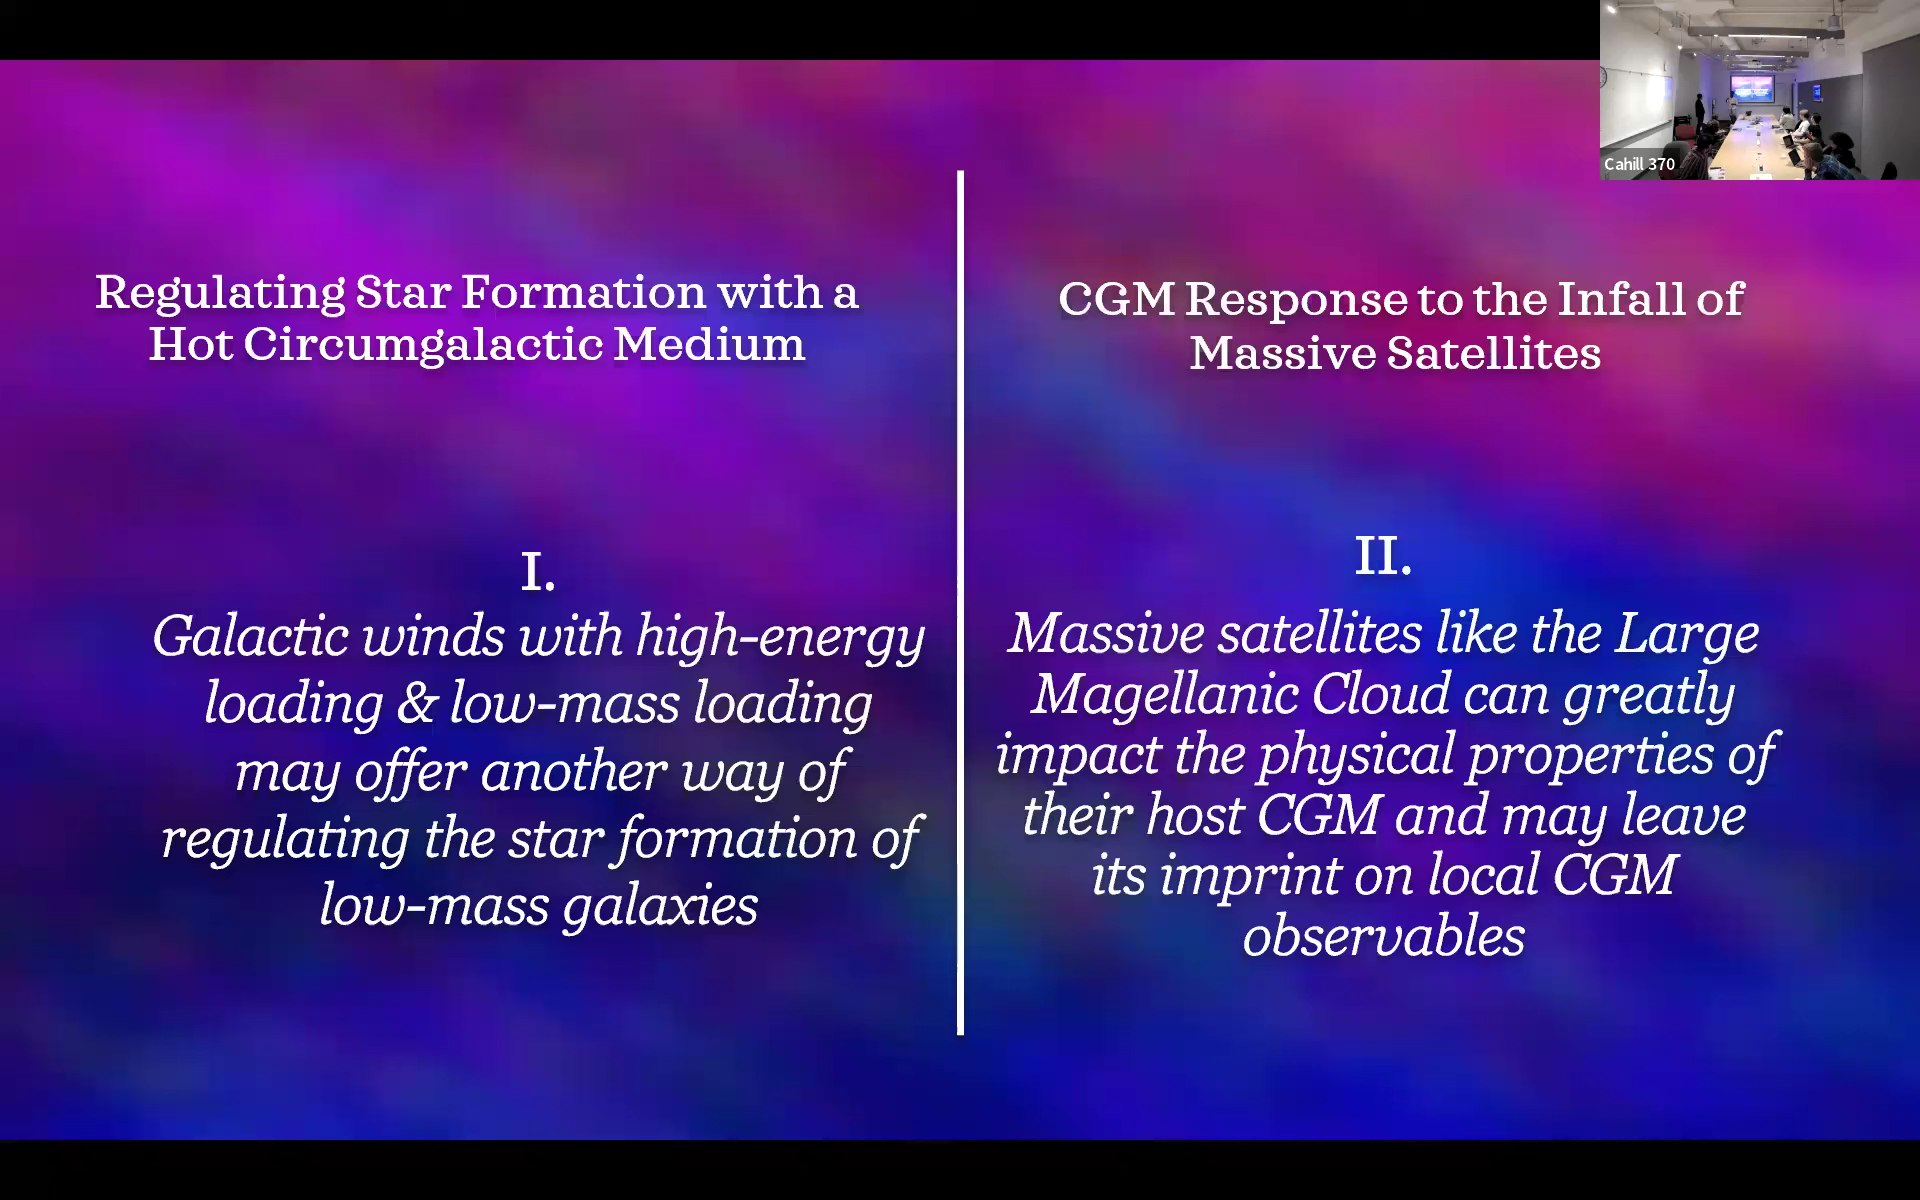 Cahill 370
Regulating Star Formation with a
Hot Circumgalactic Medium
I.
Galactic winds with high-energy
loading & low-mass loading
may offer another way of
regulating the star formation of
low-mass galaxies
CGM Response to the Infall of
Massive Satellites
II.
Massive satellites like the Large
Magellanic Cloud can greatly
impact the physical properties of
their host CGM and may leave
its imprint on local CGM
observables